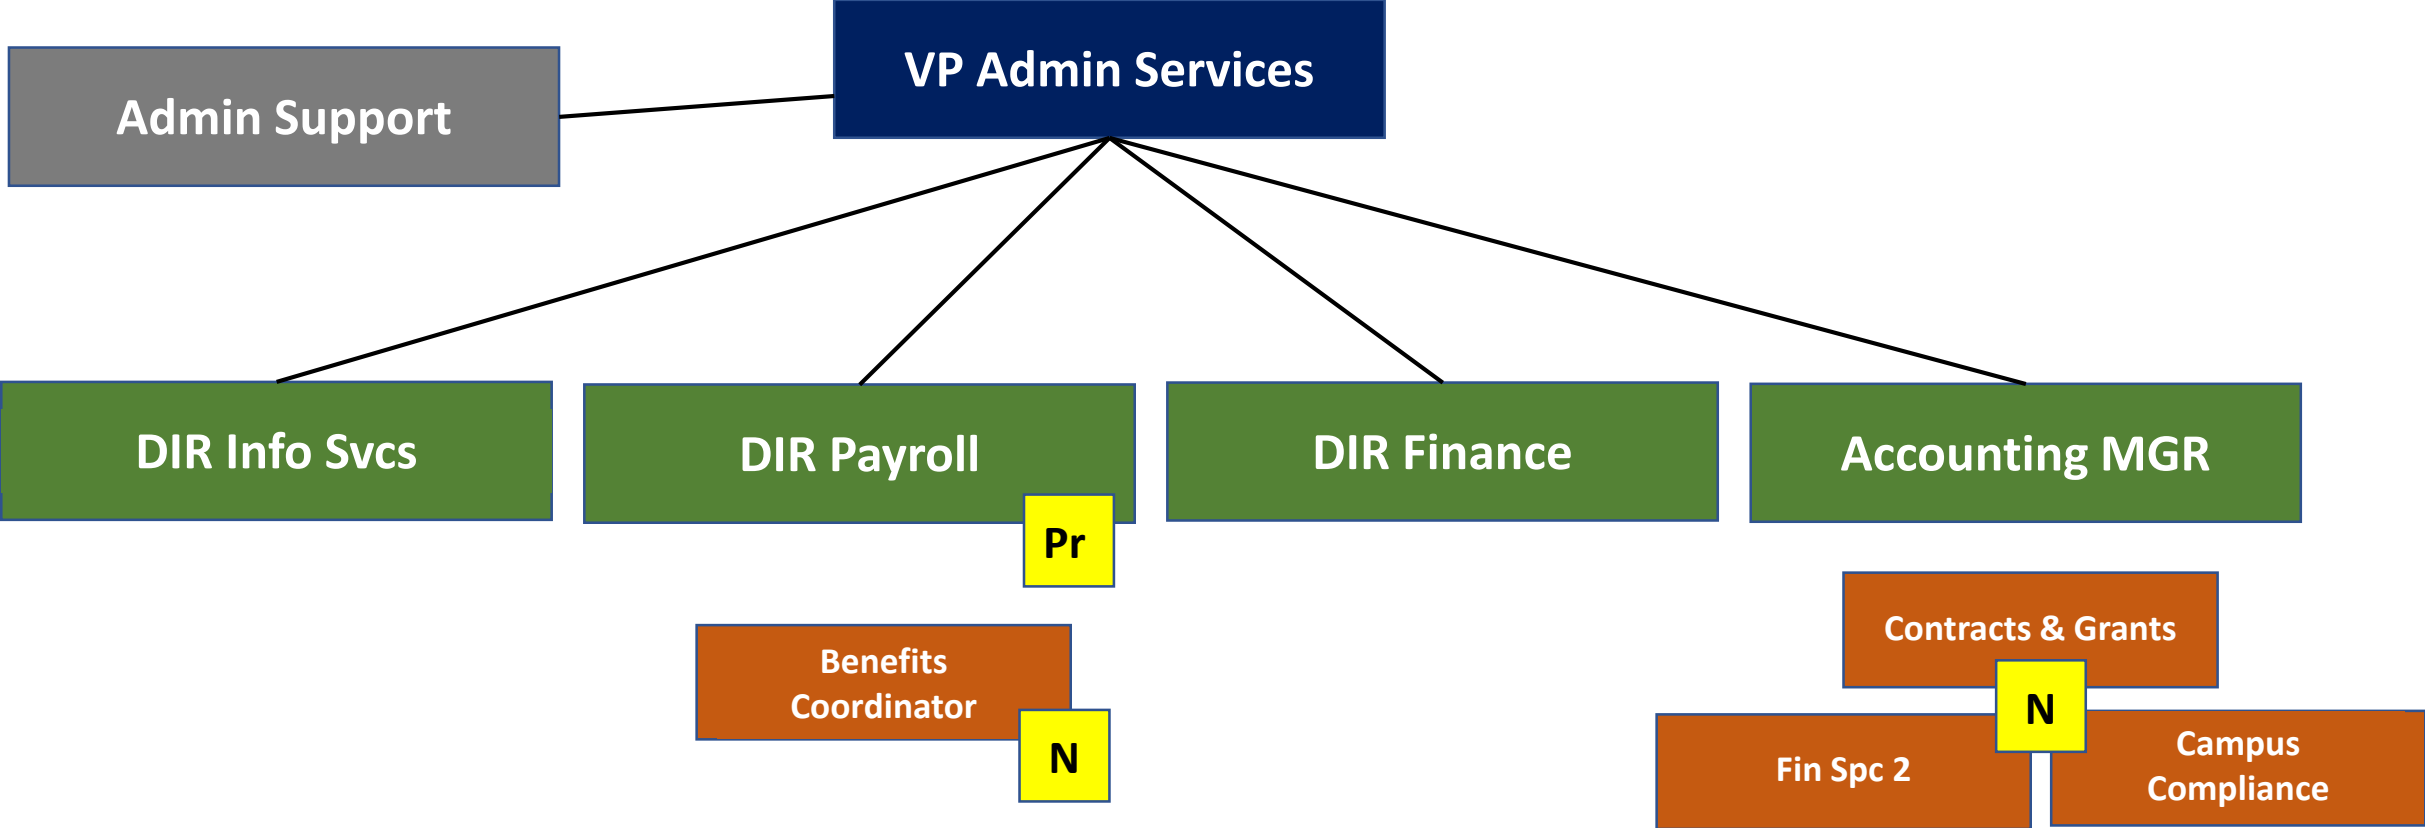 VP Admin Services
Admin Support
DIR Info Svcs
DIR Payroll
DIR Finance
Accounting MGR
Pr
Benefits
Coordinator
N
Contracts & Grants
N
Fin Spc 2
Campus
Compliance